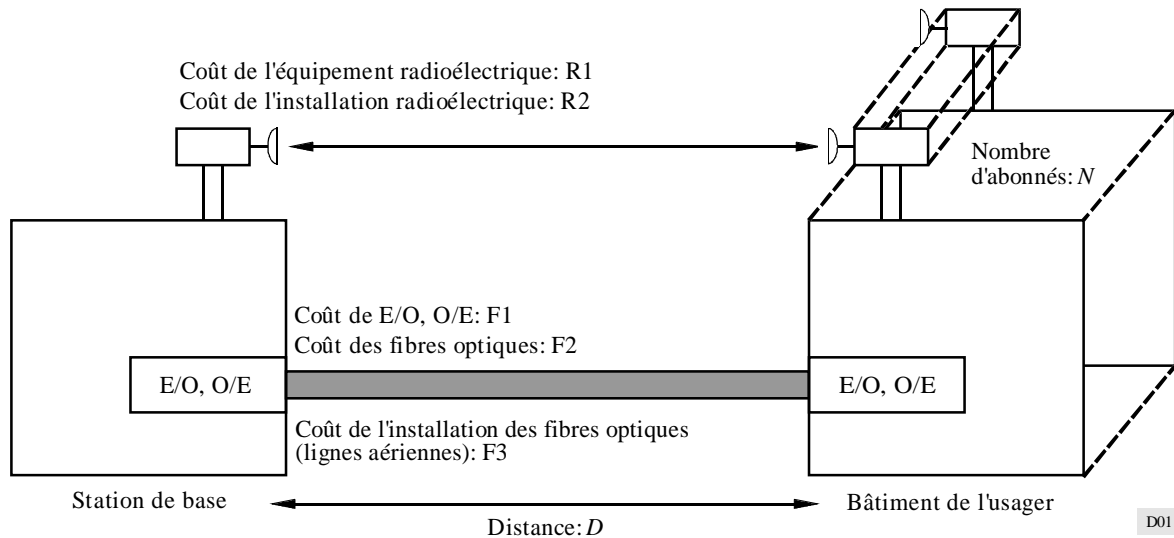 Coût de l'équipement radioélectrique: R1
Coût de l'installation radioélectrique: R2
Nombre
d'abonnés: N
Coût de E/O, O/E: F1
Coût des fibres optiques: F2
E/O, O/E
E/O, O/E
Coût de l'installation des fibres optiques
(lignes aériennes): F3
Station de base
Bâtiment de l'usager
Distance: D
D01